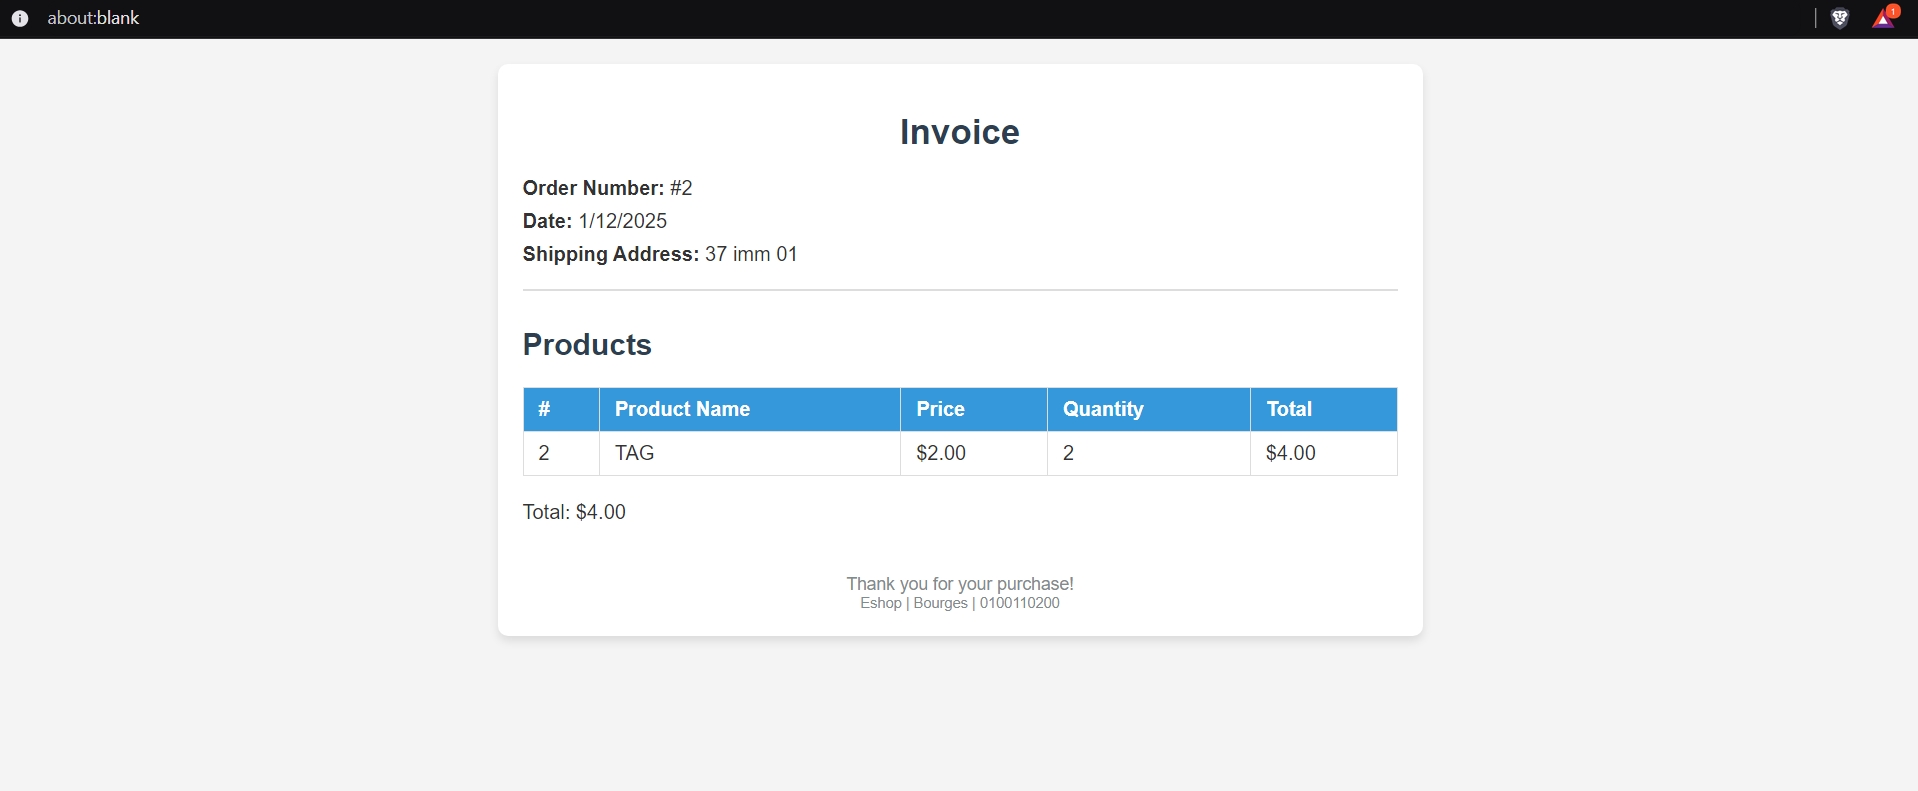 about:blank
1
Invoice
Order Number: #2
Date: 1/12/2025
Shipping Address: 37 imm 01
Products
# Product Name Price Quantity Total
2 TAG $2.00 2 $4.00
Total: $4.00
Thank you for your purchase!
Eshop | Bourges | 0100110200